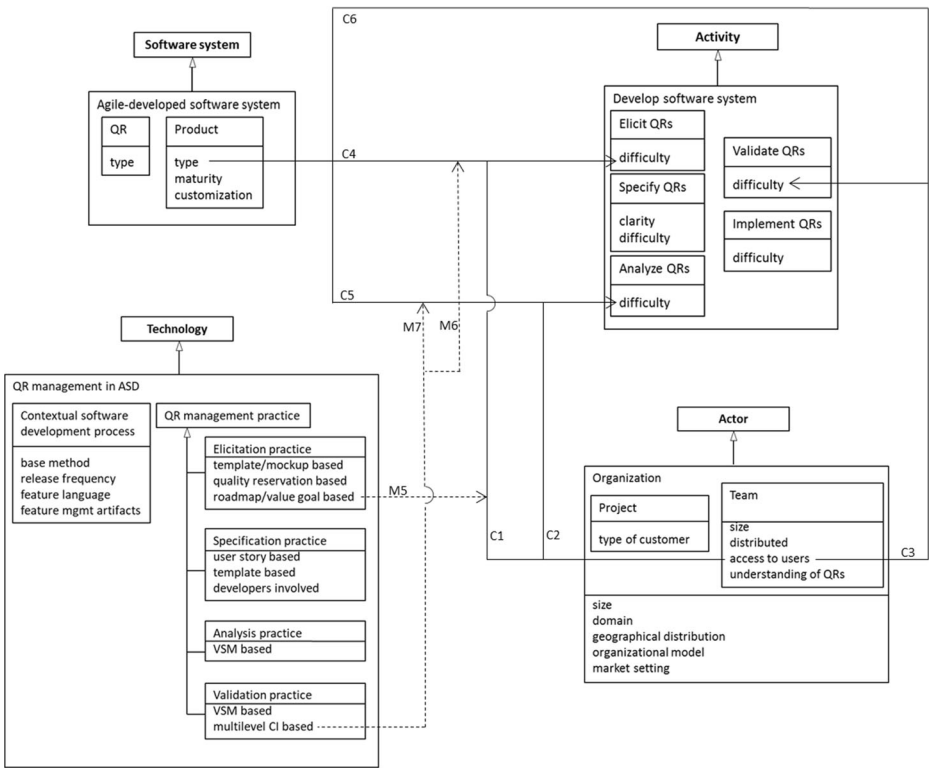 C6
Software system
Activity
Agile-developed software system
QR
type
Product
type
maturity
customization
C4
Develop software system
Elicit QRs
difficulty
Specify QRs
clarity
difficulty
Analyze QRs
difficulty
Validate QRs
difficulty
Implement QRs
difficulty
C5
M7
M6
Technology
QR management in ASD
Contextual software
development process
base method
release frequency
feature language
feature mgmt artifacts
QR management practice
Elicitation practice
template/mockup based
quality reservation based
roadmap/value goal based
M5
Specification practice
user story based
template based
developers involved
Analysis practice
VSM based
Validation practice
VSM based
multilevel CI based
C1
C2
C3
Actor
Organization
Project
type of customer
Team
size
distributed
access to users
understanding of QRs
size
domain
geographical distribution
organizational model
market setting